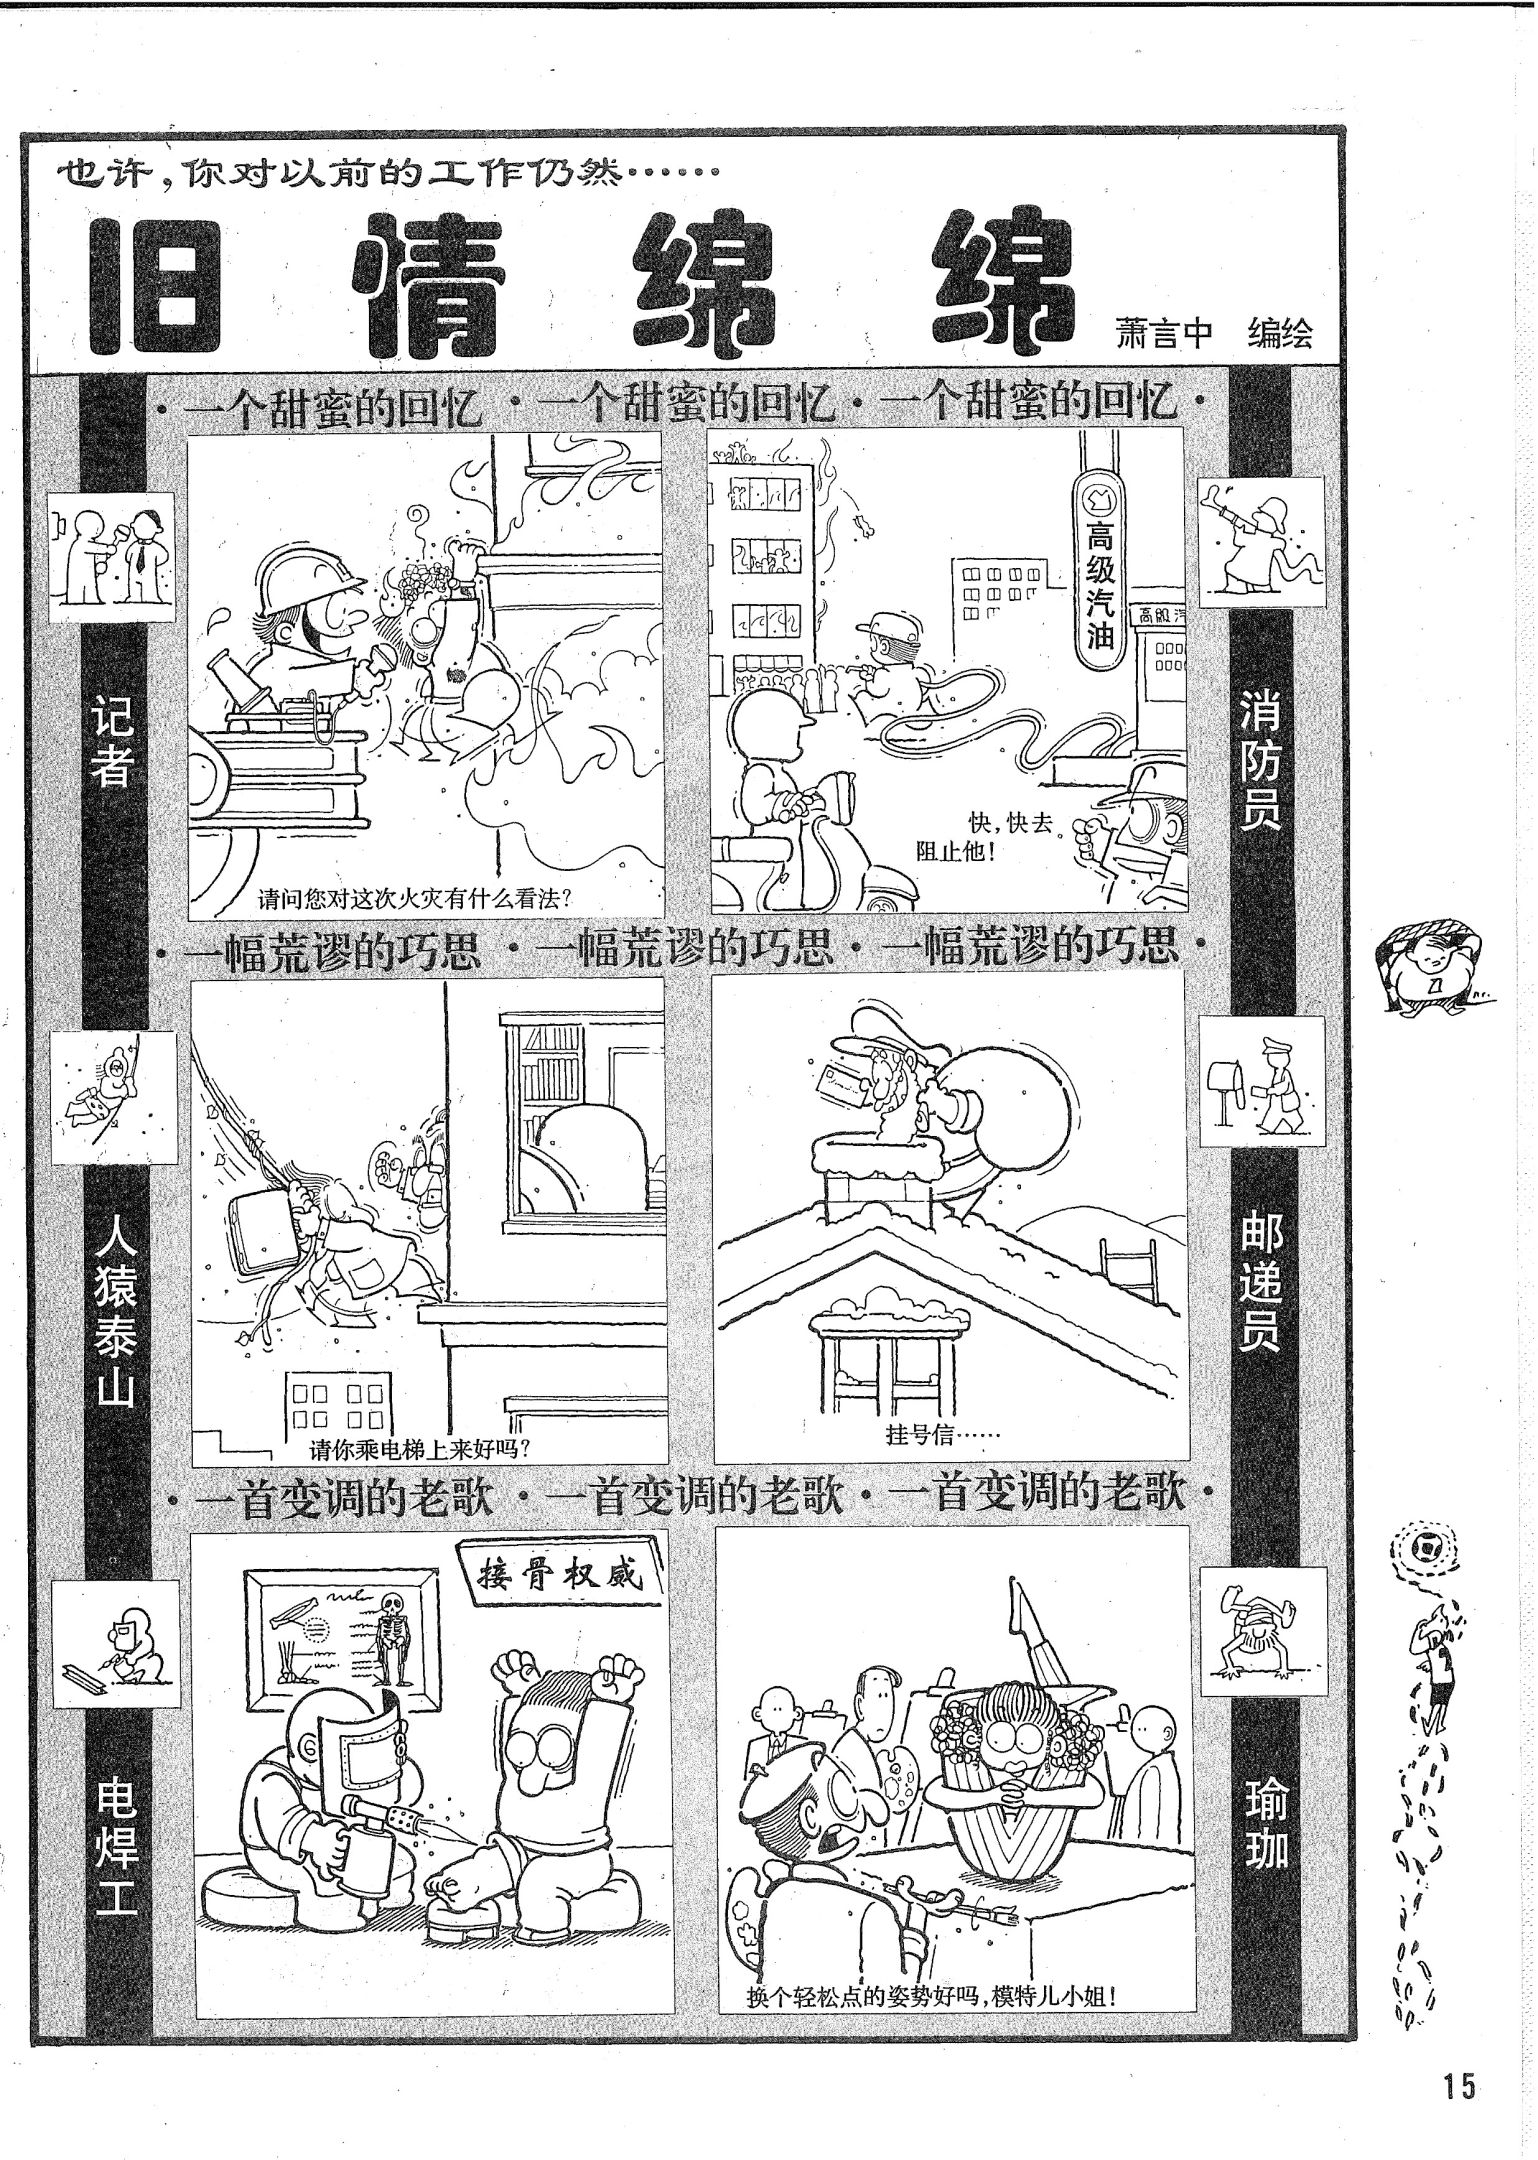 也许，你对以前的工作仍然……
旧情绵绵
萧言中 编绘
·一个甜蜜的回忆·一个甜蜜的回忆·一个甜蜜的回忆·
记者
请问您对这次火灾有什么看法？
高级汽油
高级汽
快，快去
阻止他！
消防员
·一幅荒谬的巧思·一幅荒谬的巧思·一幅荒谬的巧思·
人猿泰山
请你乘电梯上来好吗？
挂号信……
邮递员
·一首变调的老歌·一首变调的老歌·一首变调的老歌·
电焊工
接骨权威
换个轻松点的姿势好吗，模特儿小姐！
瑜珈
15